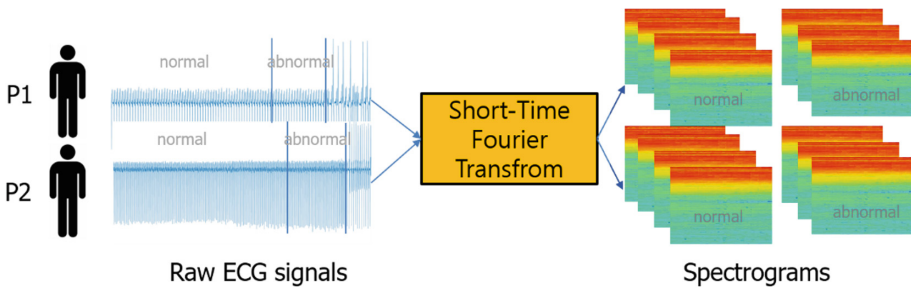 normal
abnormal
P1
normal
abnormal
P2
Raw ECG signals
Short-Time
Fourier
Transfrom
normal
abnormal
normal
abnormal
Spectrograms